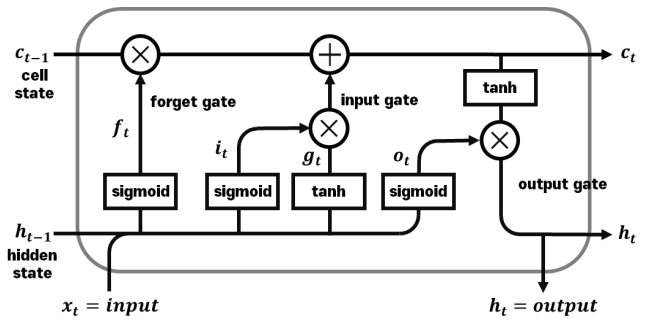 c_{t-1}
cell
state
f_t
forget gate
i_t
g_t
input gate
o_t
tanh
c_t
sigmoid
sigmoid
tanh
sigmoid
output gate
h_{t-1}
hidden
state
h_t
x_t = input
h_t = output